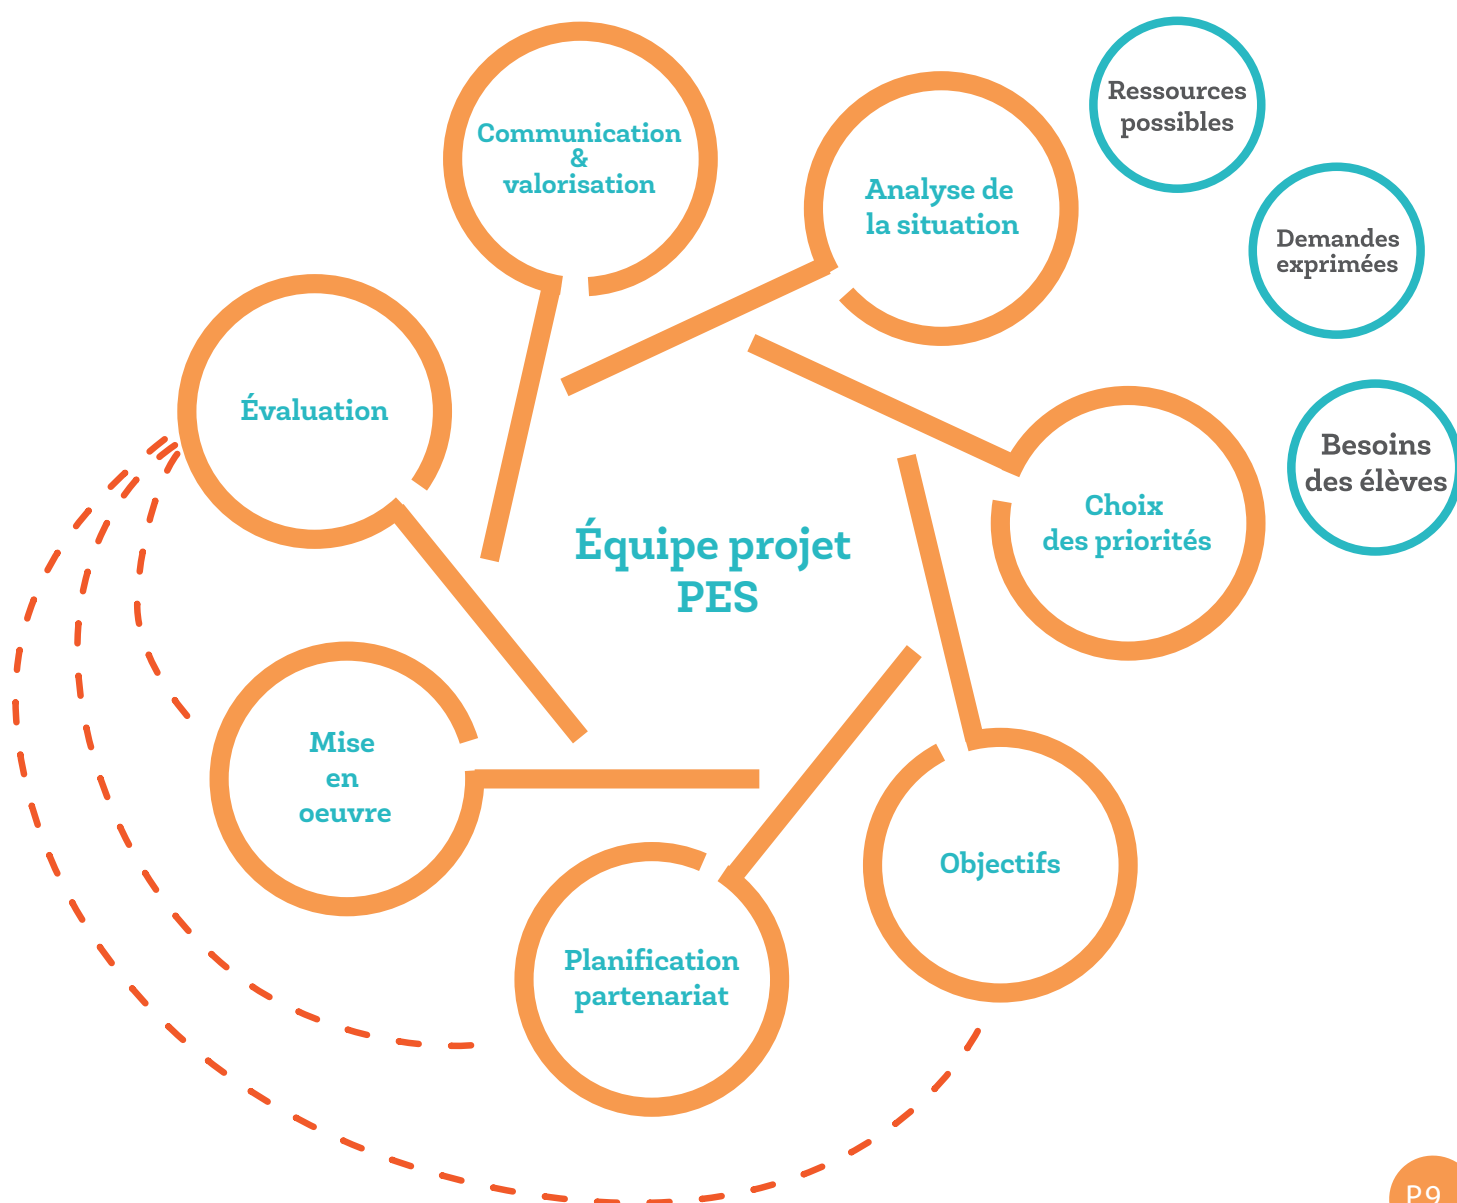 Communication
&
valorisation
Analyse de
la situation
Ressources
possibles
Demandes
exprimées
Besoins
des élèves
Choix
des priorités
Évaluation
Équipe projet
PES
Mise
en
oeuvre
Objectifs
Planification
partenariat
P9